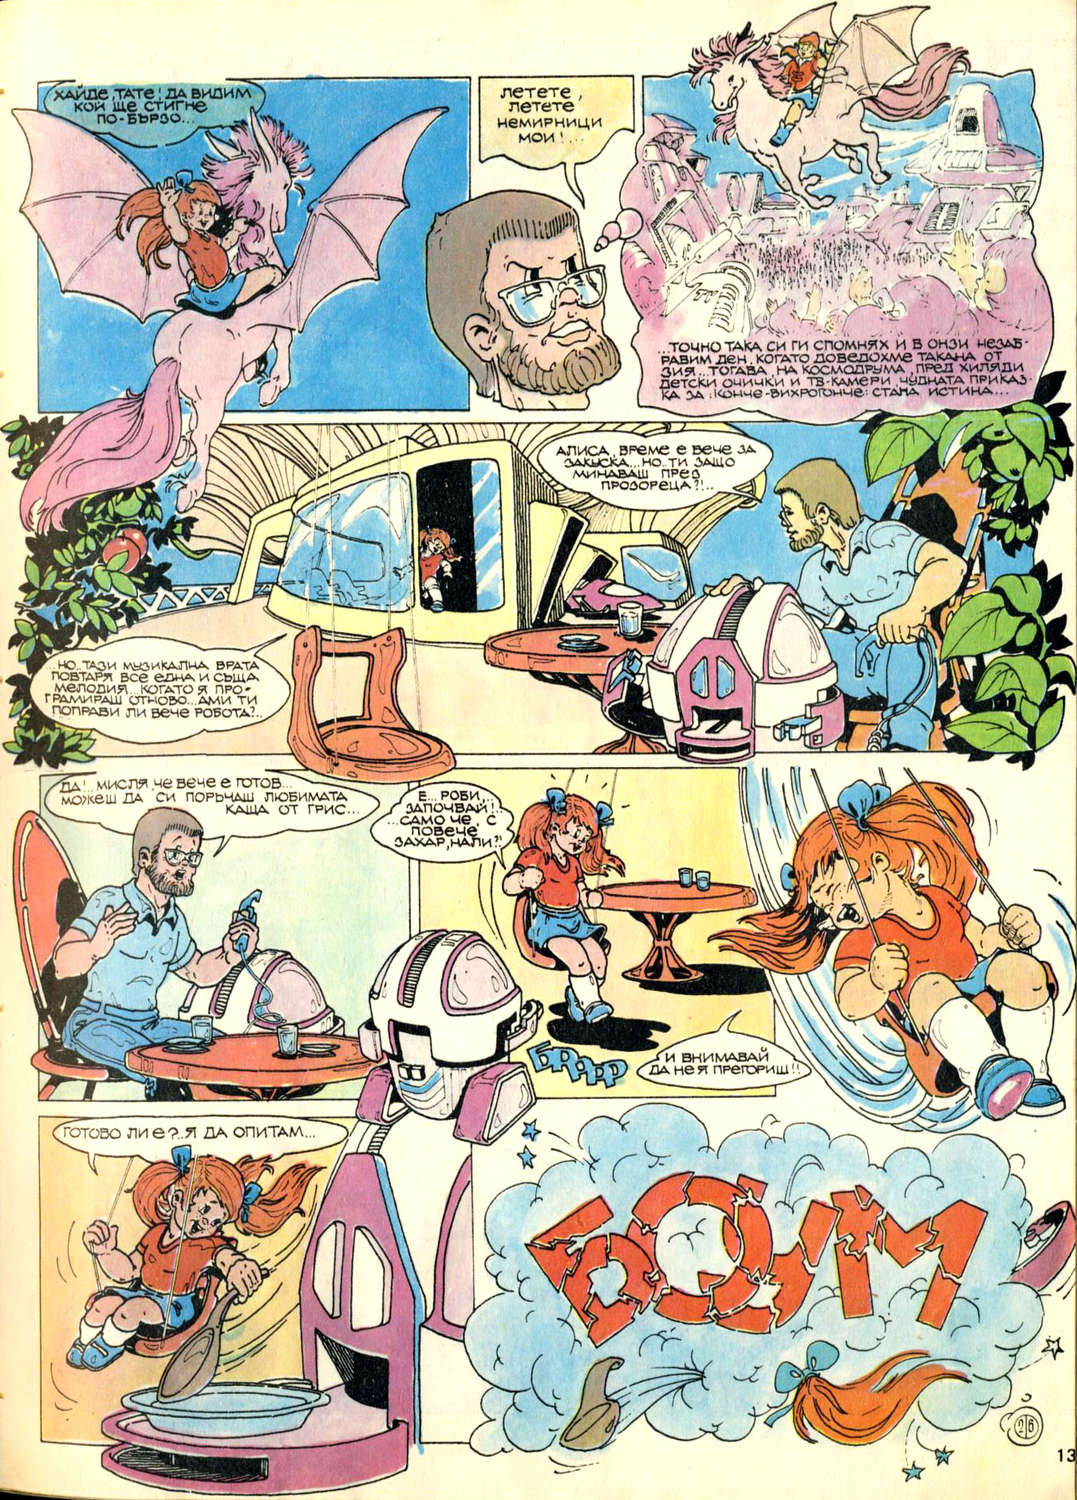 ХАЙДЕ, ТАТЕ! ДА ВИДИМ
КОЙ ЩЕ СТИГНЕ
ПО-БЪРЗО...
ЛЕТЕТЕ,
ЛЕТЕТЕ
НЕМИРНИЦИ
МОИ!...
...ТОЧНО ТАКА СИ ГИ СПОМНЯХ И В ОНЗИ НЕЗАБ-
РАВИМ ДЕН, КОГАТО ДОВЕДОХМЕ ТАКАНА ОТ
ЗИЯ...ТОГАВА, НА КОСМОДРУМА, ПРЕД ХИЛЯДИ
ДЕТСКИ ОЧИЧКИ И ТВ-КАМЕРИ, ЧУДНАТА ПРИКАЗ-
КА ЗА :КОНЧЕ-ВИХРОГОНЧЕ: СТАНА ИСТИНА...
АЛИСА, ВРЕМЕ Е ВЕЧЕ ЗА
ЗАКУСКА...НО..ТИ ЗАЩО
МИНАВАШ ПРЕЗ
ПРОЗОРЕЦА?!..
...НО..ТАЗИ МУЗИКАЛНА ВРАТА
ПОВТАРЯ ВСЕ ЕДНА И СЪЩА
МЕЛОДИЯ...КОГАТО Я ПРО-
ГРАМИРАШ ОТНОВО...АМИ ТИ
ПОПРАВИ ЛИ ВЕЧЕ РОБОТА?..
ДА!..МИСЛЯ, ЧЕ ВЕЧЕ Е ГОТОВ...
МОЖЕШ ДА СИ ПОРЪЧАШ ЛЮБИМАТА
КАША ОТ ГРИС...
Е...РОБИ,..
ЗАПОЧВАЙ!
...САМО ЧЕ, С
ПОВЕЧЕ
ЗАХАР, НАЛИ?!
БРРРР
...И ВНИМАВАЙ
ДА НЕ Я ПРЕГОРИШ!!
ГОТОВО ЛИ Е?..Я ДА ОПИТАМ...
БОУМ
26
13